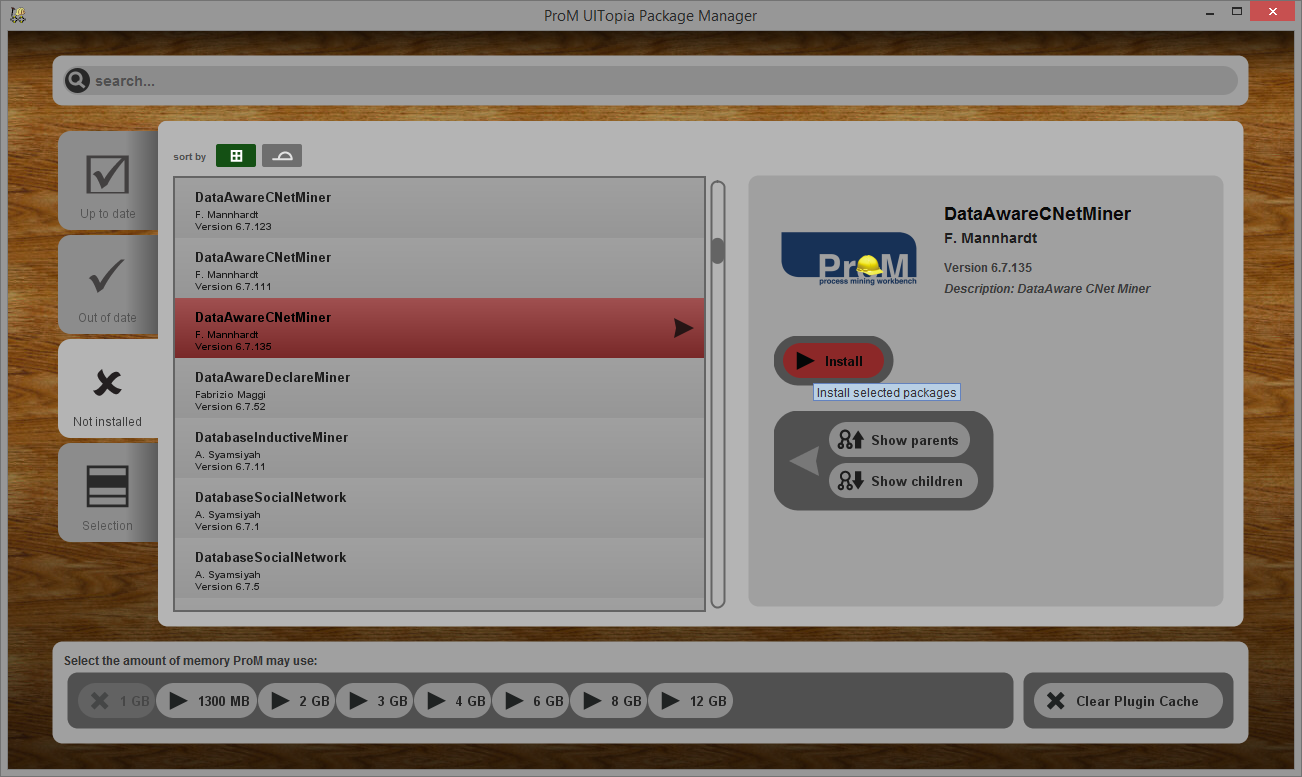 ProM UITopia Package Manager
search...
Up to date
Out of date
Not installed
Selection
sort by
DataAwareCNetMiner
F. Mannhardt
Version 6.7.123
DataAwareCNetMiner
F. Mannhardt
Version 6.7.111
DataAwareCNetMiner
F. Mannhardt
Version 6.7.135
DataAwareDeclareMiner
Fabrizio Maggi
Version 6.7.52
DatabaseInductiveMiner
A. Syamsiyah
Version 6.7.11
DatabaseSocialNetwork
A. Syamsiyah
Version 6.7.1
DatabaseSocialNetwork
A. Syamsiyah
Version 6.7.5
ProM
process mining workbench
DataAwareCNetMiner
F. Mannhardt
Version 6.7.135
Description: DataAware CNet Miner
Install
Install selected packages
Show parents
Show children
Select the amount of memory ProM may use:
1 GB 1300 MB 2 GB 3 GB 4 GB 6 GB 8 GB 12 GB
Clear Plugin Cache